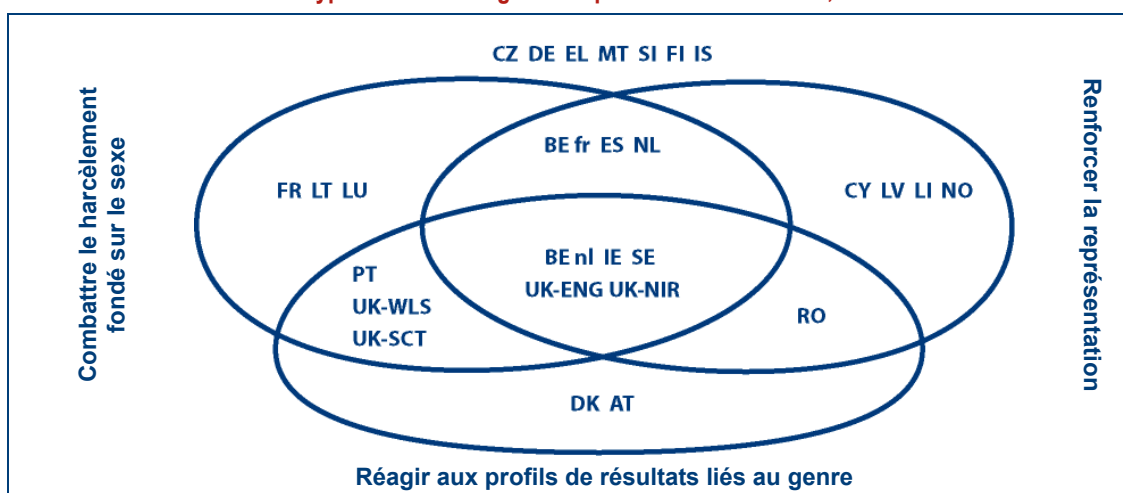 CZ DE EL MT SI FI IS
Combattre le harcèlement
fondé sur le sexe
Renforcer la représentation
BE fr ES NL
FR LT LU
CY LV LI NO
BE nl IE SE
UK-ENG UK-NIR
PT
UK-WLS
UK-SCT
RO
DK AT
Réagir aux profils de résultats liés au genre